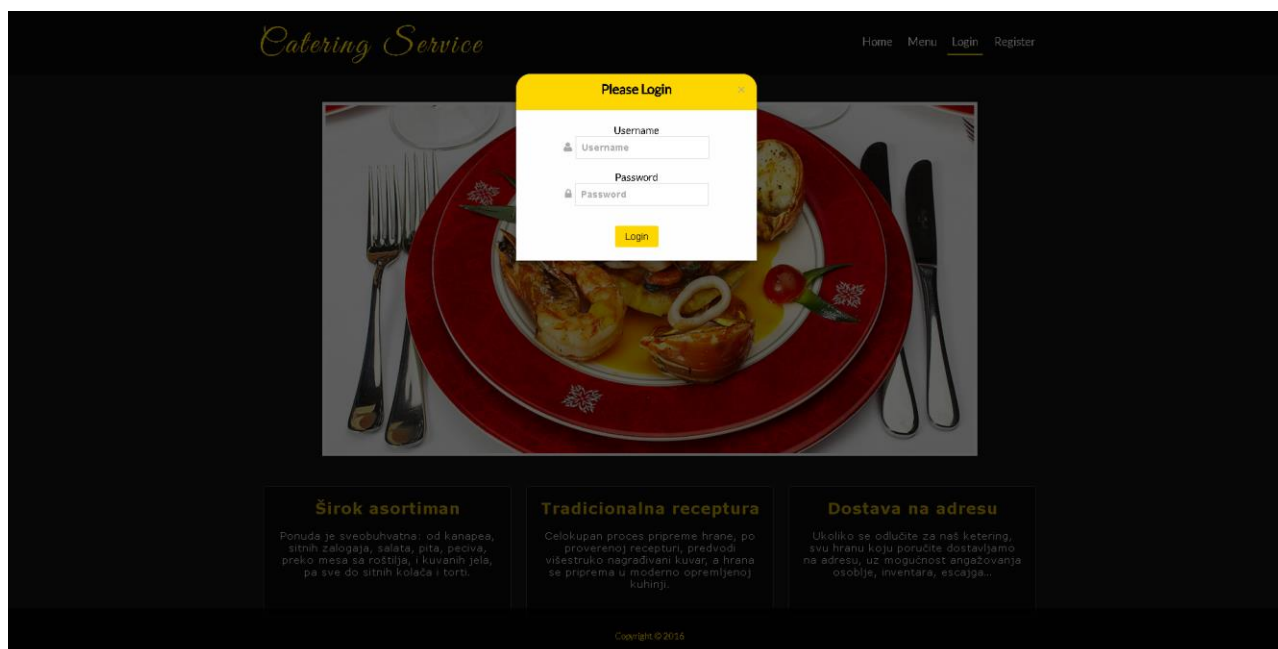 Catering Service
Home Menu Login Register
Please Login ×
Username
Username
Password
Password
Login
Širok asortiman
Ponuda je sveobuhvatna: od kanapea,
sitnih zalogaja, salata, pita, peciva,
preko mesa sa roštilja, i kuvanih jela,
pa sve do sitnih kolača i torti.
Tradicionalna receptura
Celokupan proces pripreme hrane, po
proverenoj recepturi, predvodi
višestruko nagrađivani kuvar, a hrana
se priprema u moderno opremljenoj
kuhinji.
Dostava na adresu
Ukoliko se odlučite za naš ketering,
svu hranu koju poručite dostavljamo
na adresu, uz mogućnost angažovanja
osoblje, inventara, escajga...
Copyright © 2016